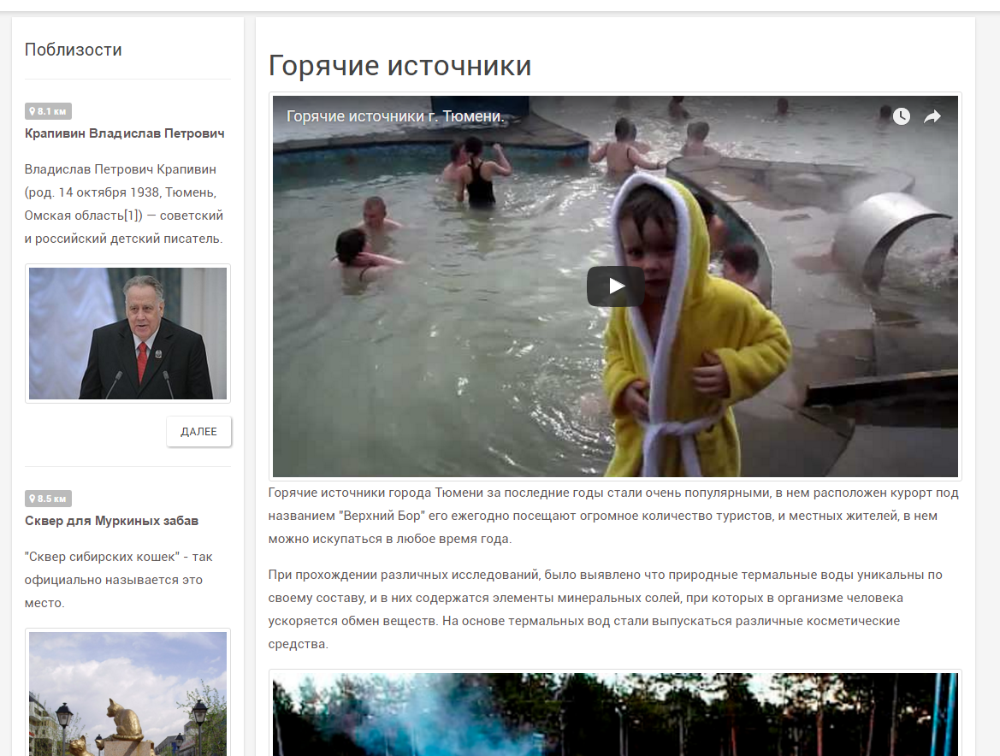 Поблизости
8.1 км
Крапивин Владислав Петрович
Владислав Петрович Крапивин
(род. 14 октября 1938, Тюмень,
Омская область[1]) — советский
и российский детский писатель.
ДАЛЕЕ
8.5 км
Сквер для Муркиных забав
"Сквер сибирских кошек" - так
официально называется это
место.
Горячие источники
Горячие источники г. Тюмени.
Горячие источники города Тюмени за последние годы стали очень популярными, в нем расположен курорт под
названием "Верхний Бор" его ежегодно посещают огромное количество туристов, и местных жителей, в нем
можно искупаться в любое время года.
При прохождении различных исследований, было выявлено что природные термальные воды уникальны по
своему составу, и в них содержатся элементы минеральных солей, при которых в организме человека
ускоряется обмен веществ. На основе термальных вод стали выпускаться различные косметические
средства.